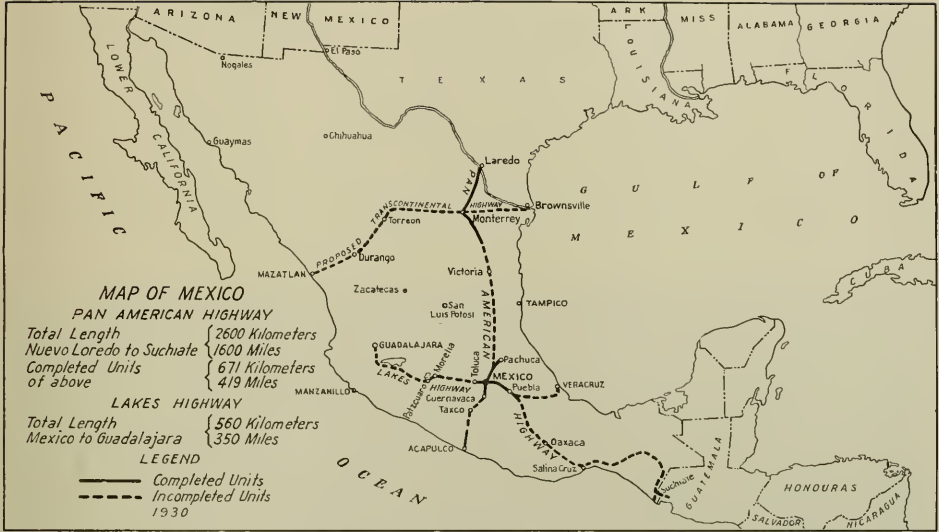 ARIZONA
NEW MEXICO
ARK
MISS
ALABAMA
GEORGIA
LOUISIANA
FLORIDA
El Paso
Nogales
TEXAS
LOWER CALIFORNIA
PACIFIC
Guaymas
Chihuahua
Laredo
PAN
GULF OF
MEXICO
TRANSCONTINENTAL HIGHWAY
Brownsville
Torreon
Monterrey
PROPOSED
Durango
MAZATLAN
Victoria
CUBA
Zacatecas
AMERICAN
San
Luis Potosi
TAMPICO
MAP OF MEXICO
PAN AMERICAN HIGHWAY
Total Length { 2600 Kilometers
Nuevo Loredo to Suchiate { 1600 Miles
Completed Units { 671 Kilometers
of above { 419 Miles
LAKES HIGHWAY
Total Length { 560 Kilometers
Mexico to Guadalajara { 350 Miles
LEGEND
Completed Units
Incompleted Units
1930
GUADALAJARA
Morelia
Toluca
Pachuca
LAKES
HIGHWAY
MEXICO
Puebla
VERACRUZ
MANZANILLO
Patzcuaro
Cuernavaca
Taxco
HIGHWAY
ACAPULCO
Oaxaca
Salina Cruz
Suchiate
GUATEMALA
HONOURAS
OCEAN
SALVADOR
NICARAGUA